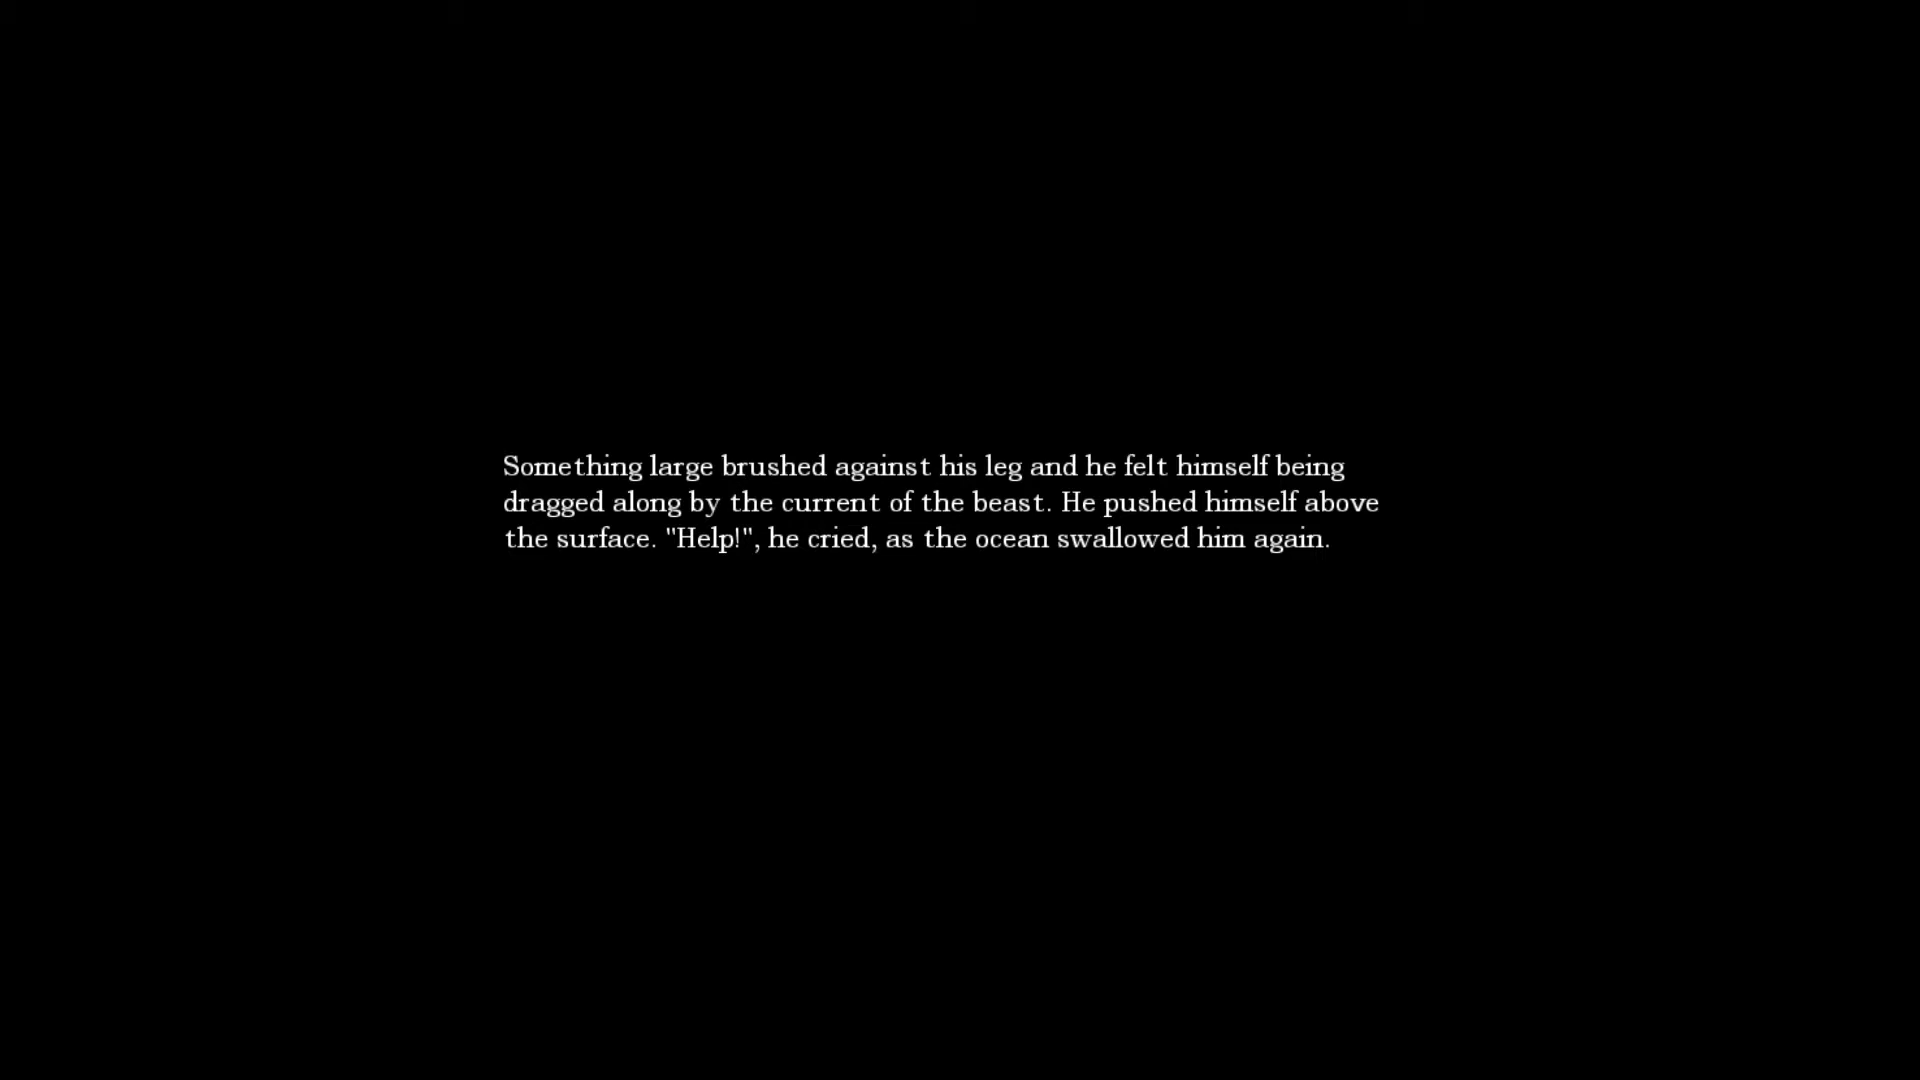 Something large brushed against his leg and he felt himself being
dragged along by the current of the beast. He pushed himself above
the surface. "Help!", he cried, as the ocean swallowed him again.